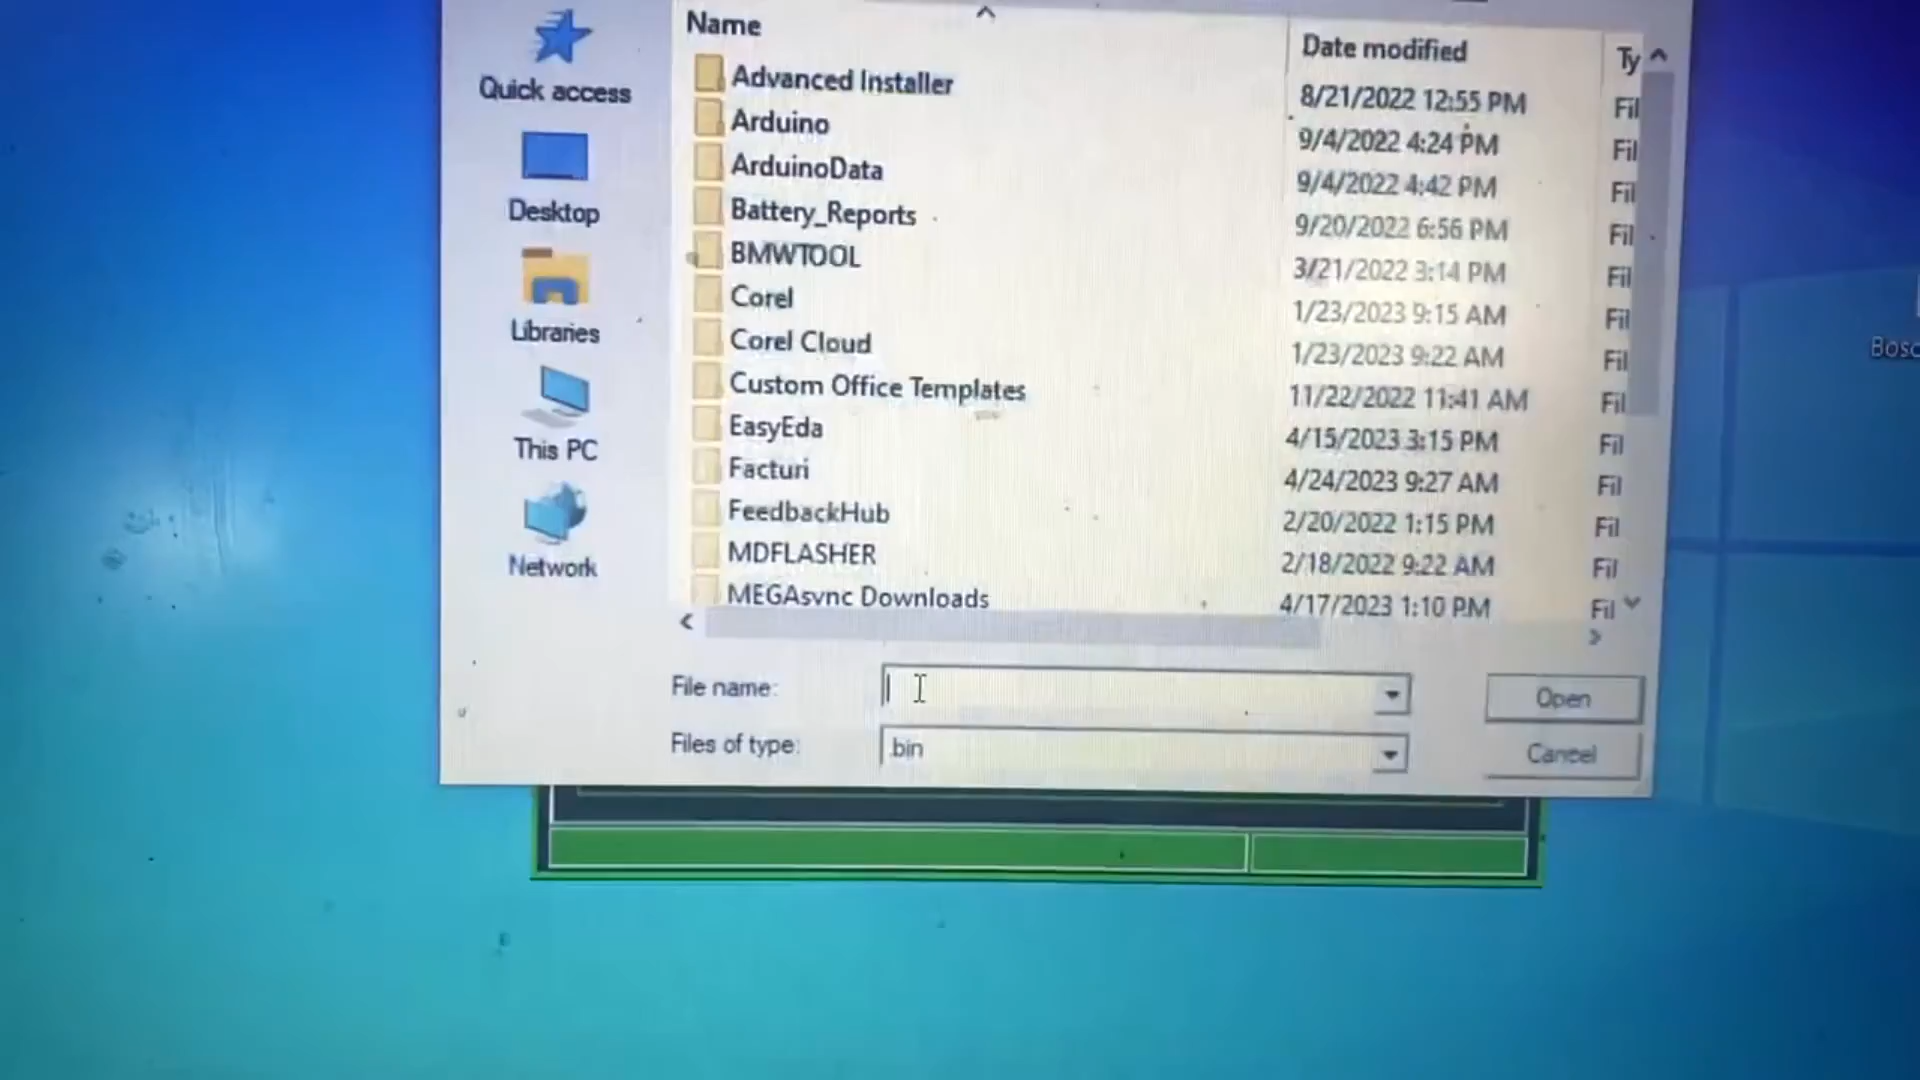 Name Date modified Ty
Quick access
Advanced Installer 8/21/2022 12:55 PM Fil
Arduino 9/4/2022 4:24 PM Fil
ArduinoData 9/4/2022 4:42 PM Fil
Desktop
Battery_Reports 9/20/2022 6:56 PM Fil
BMWTOOL 3/21/2022 3:14 PM Fil
Corel 1/23/2023 9:15 AM Fil
Libraries
Corel Cloud 1/23/2023 9:22 AM Fil
Custom Office Templates 11/22/2022 11:41 AM Fil
EasyEda 4/15/2023 3:15 PM Fil
This PC
Facturi 4/24/2023 9:27 AM Fil
FeedbackHub 2/20/2022 1:15 PM Fil
MDFLASHER 2/18/2022 9:22 AM Fil
Network
MEGAsync Downloads 4/17/2023 1:10 PM Fil
File name: Open
Files of type: .bin Cancel
Bosc